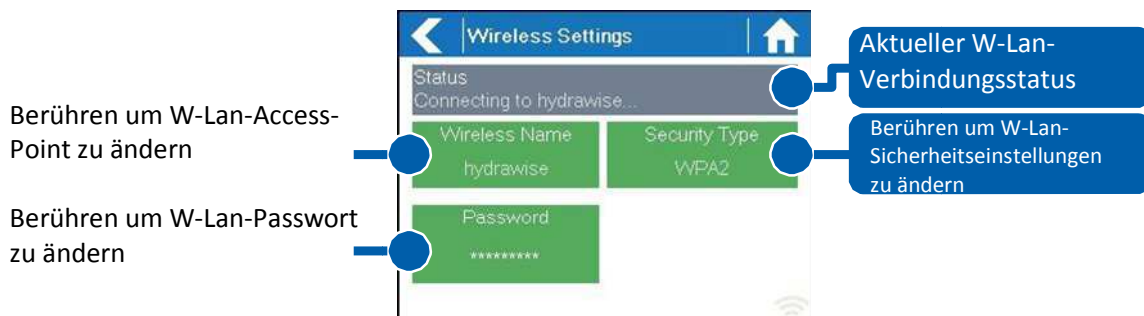 Wireless Settings
Aktueller W-Lan-
Verbindungsstatus
Status
Connecting to hydrawise...
Berühren um W-Lan-Access-
Point zu ändern
Wireless Name
hydrawise
Security Type
WPA2
Berühren um W-Lan-
Sicherheitseinstellungen
zu ändern
Berühren um W-Lan-Passwort
zu ändern
Password
*********